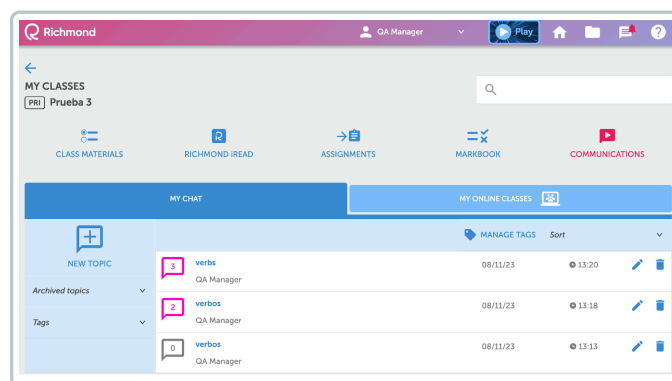 Richmond
QA Manager
Play
?
MY CLASSES
PRI Prueba 3
CLASS MATERIALS
RICHMOND iREAD
ASSIGNMENTS
MARKBOOK
COMMUNICATIONS
MY CHAT
MY ONLINE CLASSES
NEW TOPIC
MANAGE TAGS
Sort
Archived topics
Tags
3 verbs 08/11/23 13:20
QA Manager
2 verbos 08/11/23 13:18
QA Manager
0 verbos 08/11/23 13:13
QA Manager